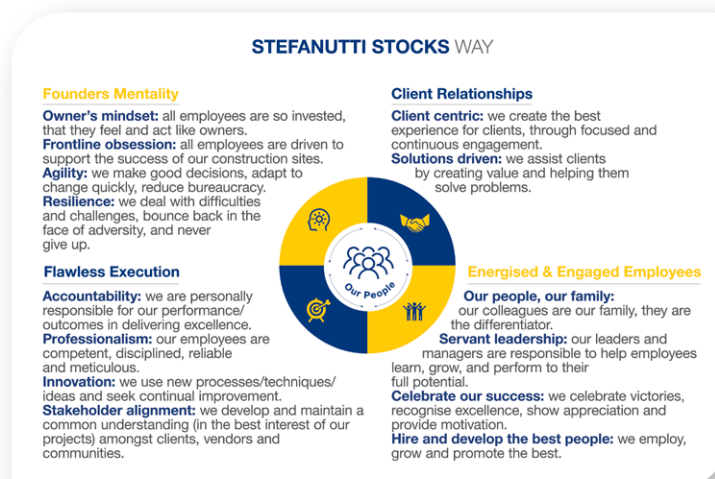 STEFANUTTI STOCKS WAY
Founders Mentality
Owner's mindset: all employees are so invested,
that they feel and act like owners.
Frontline obsession: all employees are driven to
support the success of our construction sites.
Agility: we make good decisions, adapt to
change quickly, reduce bureaucracy.
Resilience: we deal with difficulties
and challenges, bounce back in the
face of adversity, and never
give up.
Client Relationships
Client centric: we create the best
experience for clients, through focused and
continuous engagement.
Solutions driven: we assist clients
by creating value and helping them
solve problems.
Our People
Flawless Execution
Accountability: we are personally
responsible for our performance/
outcomes in delivering excellence.
Professionalism: our employees are
competent, disciplined, reliable
and meticulous.
Innovation: we use new processes/techniques/
ideas and seek continual improvement.
Stakeholder alignment: we develop and maintain a
common understanding (in the best interest of our
projects) amongst clients, vendors and
communities.
Energised & Engaged Employees
Our people, our family:
our colleagues are our family, they are
the differentiator.
Servant leadership: our leaders and
managers are responsible to help employees
learn, grow, and perform to their
full potential.
Celebrate our success: we celebrate victories,
recognise excellence, show appreciation and
provide motivation.
Hire and develop the best people: we employ,
grow and promote the best.